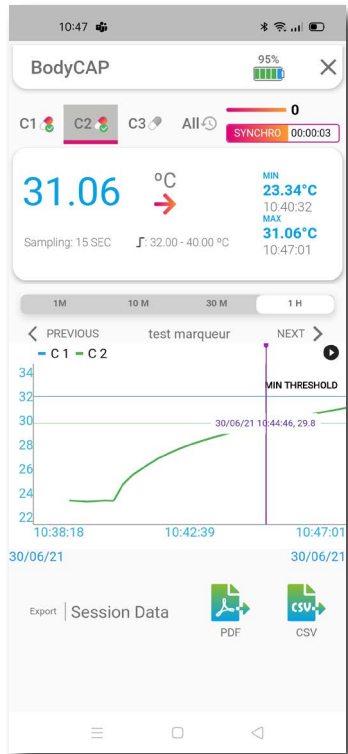 10:47
BodyCAP
95%
C1 C2 C3 All
0
SYNCHRO 00:00:03
31.06 °C
MIN
23.34°C
10:40:32
MAX
31.06°C
10:47:01
Sampling: 15 SEC
: 32.00 - 40.00 °C
1M 10 M 30 M 1 H
PREVIOUS test marqueur NEXT
C 1 C 2
34
MIN THRESHOLD
32
30
30/06/21 10:44:46, 29.8
28
26
24
22
10:38:18 10:42:39 10:47:01
30/06/21 30/06/21
Export Session Data
CSV
PDF CSV